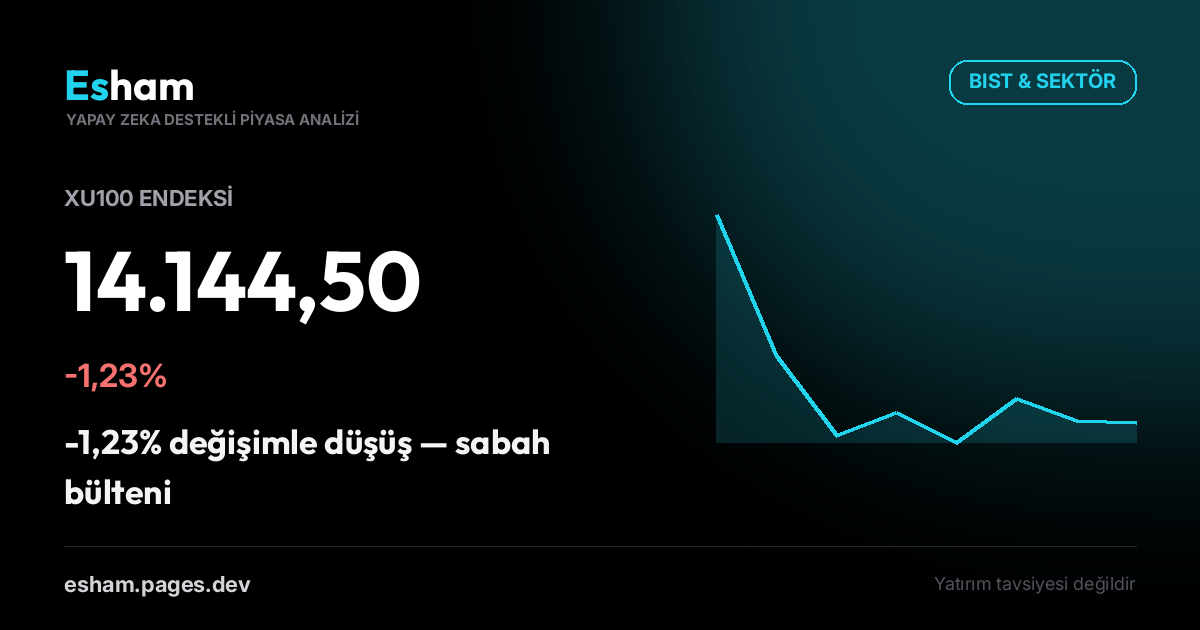 Esham
BIST & SEKTÖR
YAPAY ZEKA DESTEKLİ PİYASA ANALİZİ
XU100 ENDEKSİ
14.144,50
-1,23%
-1,23% değişimle düşüş — sabah
bülteni
esham.pages.dev
Yatırım tavsiyesi değildir